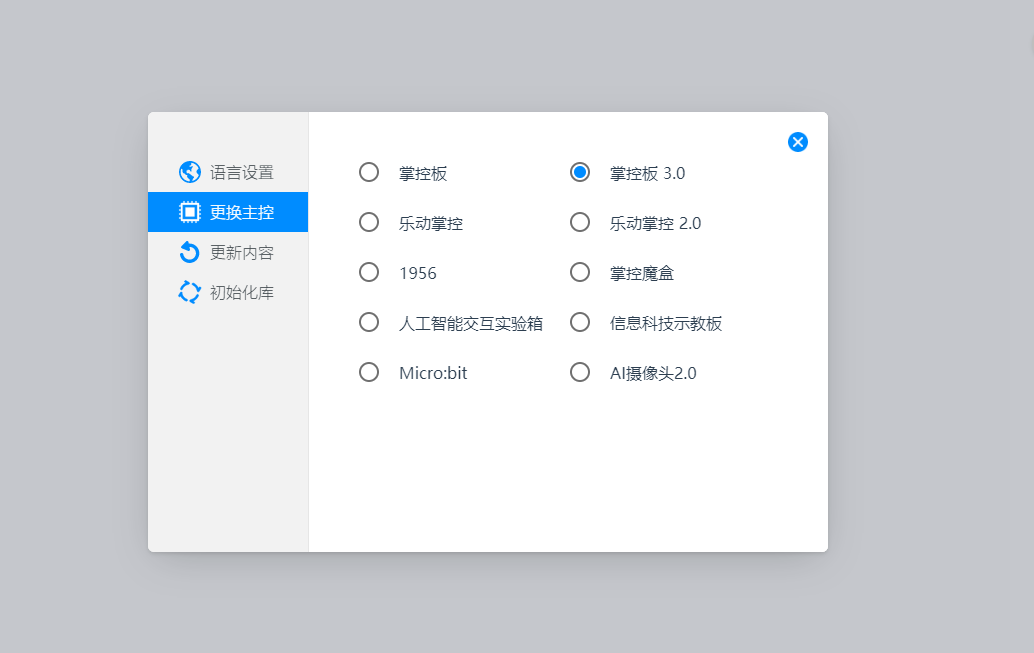 语言设置
更换主控
更新内容
初始化库
掌控板
掌控板 3.0
乐动掌控
乐动掌控 2.0
1956
掌控魔盒
人工智能交互实验箱
信息科技示教板
Micro:bit
AI摄像头2.0